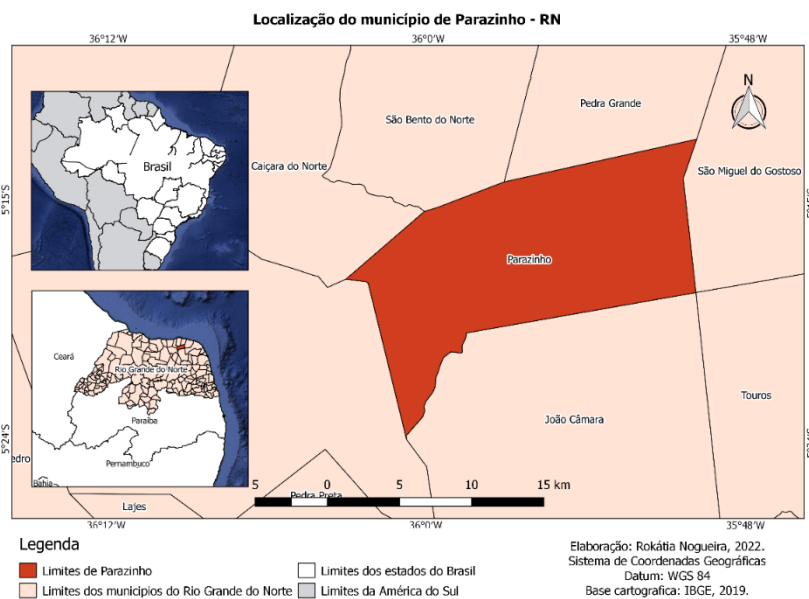 Localização do município de Parazinho - RN
36°12'W
36°0'W
35°48'W
N
Pedra Grande
São Bento do Norte
Caiçara do Norte
São Miguel do Gostoso
Brasil
5°15'S
Parazinho
Ceará
Rio Grande do Norte
Paraíba
Pernambuco
Bahia
Touros
João Câmara
5°24'S
edro
5 0 5 10 15 km
Pedra Preta
Lajes
36°12'W
36°0'W
35°48'W
Legenda
Limites de Parazinho
Limites dos municipios do Rio Grande do Norte
Limites dos estados do Brasil
Limites da América do Sul
Elaboração: Rokátia Nogueira, 2022.
Sistema de Coordenadas Geográficas
Datum: WGS 84
Base cartografica: IBGE, 2019.